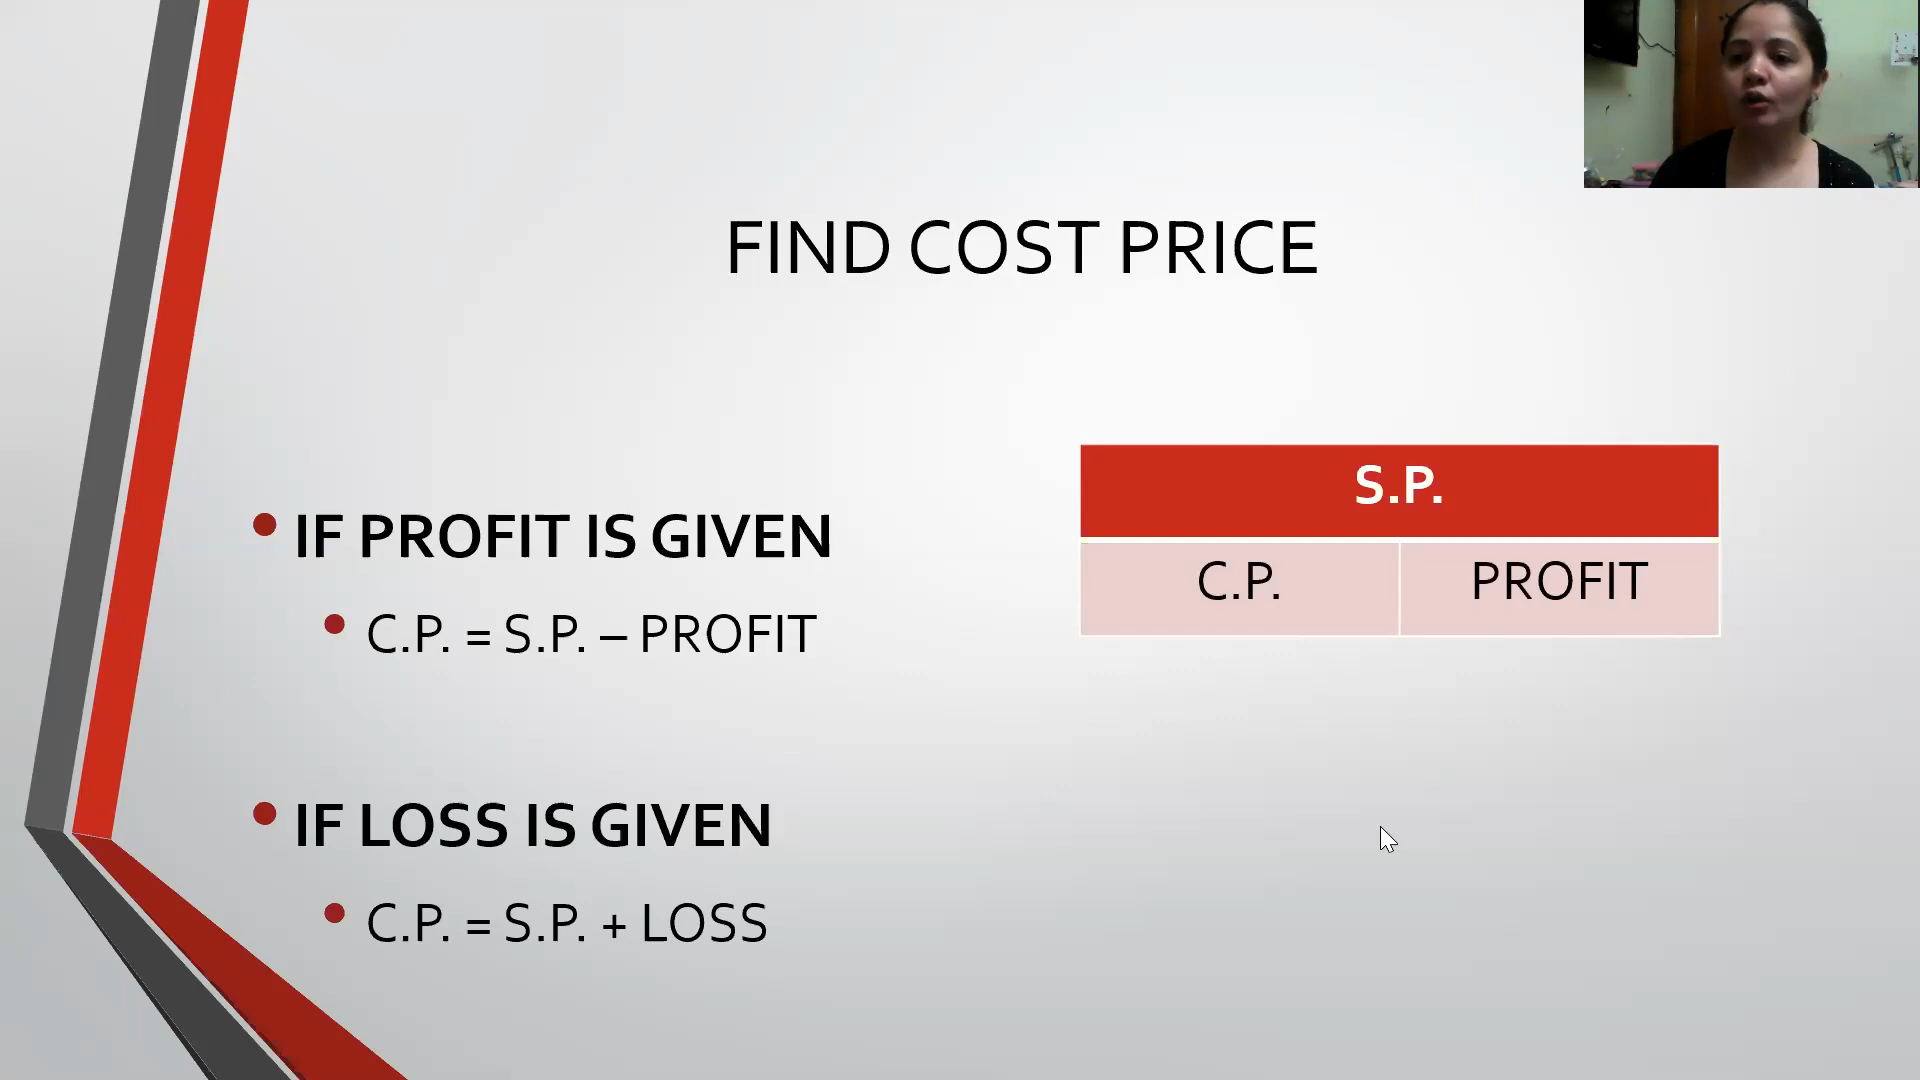 FIND COST PRICE
IF PROFIT IS GIVEN
C.P. = S.P. – PROFIT
IF LOSS IS GIVEN
C.P. = S.P. + LOSS
S.P.
C.P. PROFIT